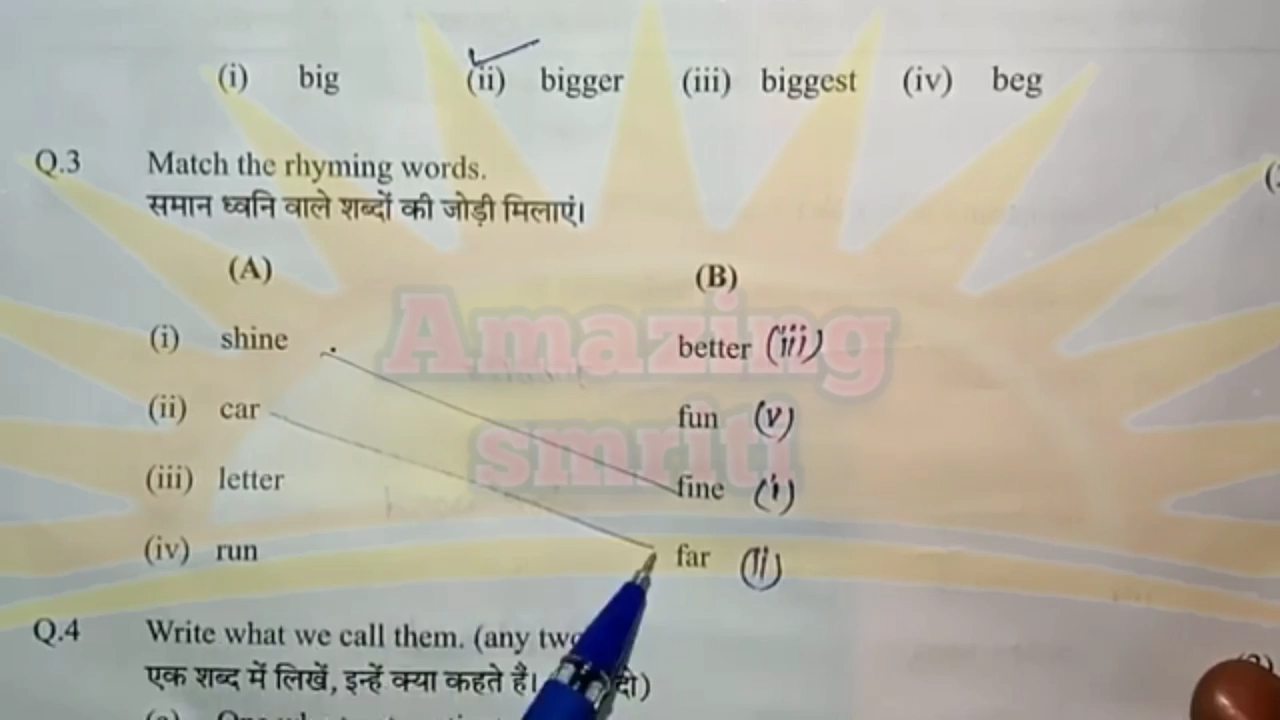 (i) big (ii) bigger (iii) biggest (iv) beg
Q.3 Match the rhyming words.
समान ध्वनि वाले शब्दों की जोड़ी मिलाएं।
(A) (B)
(i) shine better (iii)
(ii) car fun (v)
(iii) letter fine (i)
(iv) run far (ii)
Amazing
smriti
Q.4 Write what we call them. (any two
एक शब्द में लिखें, इन्हें क्या कहते है। दो)